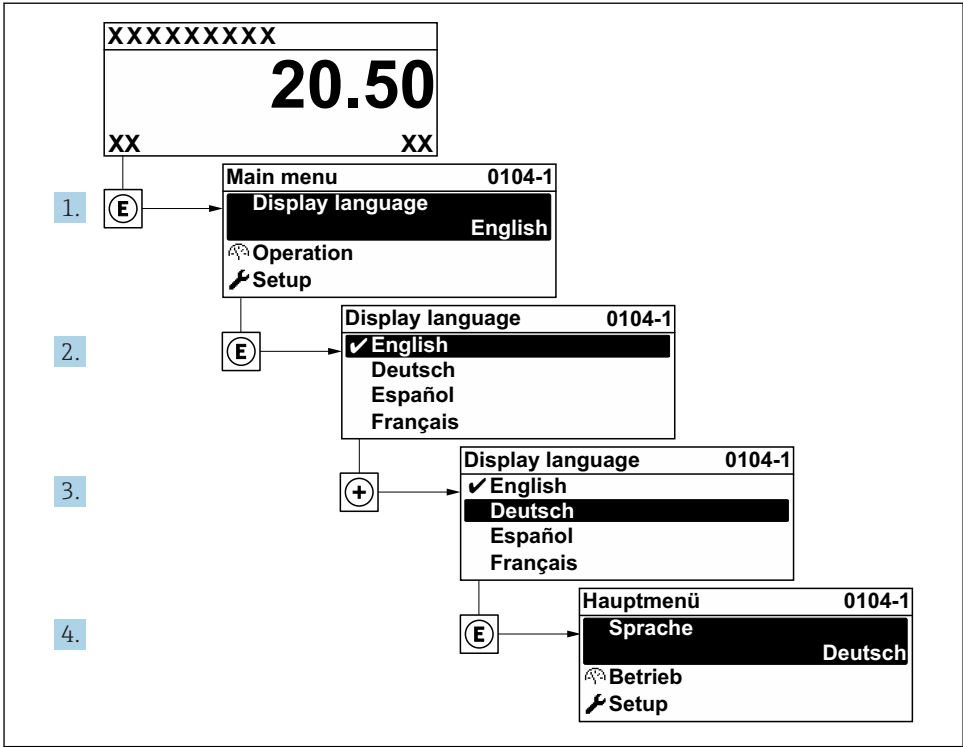 XXXXXXXXX
20.50
XX XX
1.
E
Main menu 0104-1
Display language
English
Operation
Setup
2.
E
Display language 0104-1
✔English
Deutsch
Español
Français
3.
+
Display language 0104-1
✔English
Deutsch
Español
Français
4.
E
Hauptmenü 0104-1
Sprache
Deutsch
Betrieb
Setup